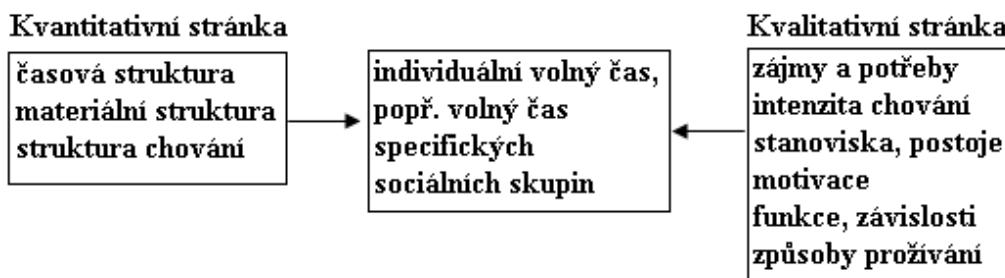 Kvantitativní stránka
časová struktura
materiální struktura
struktura chování
individuální volný čas,
popř. volný čas
specifických
sociálních skupin
Kvalitativní stránka
zájmy a potřeby
intenzita chování
stanoviska, postoje
motivace
funkce, závislosti
způsoby prožívání